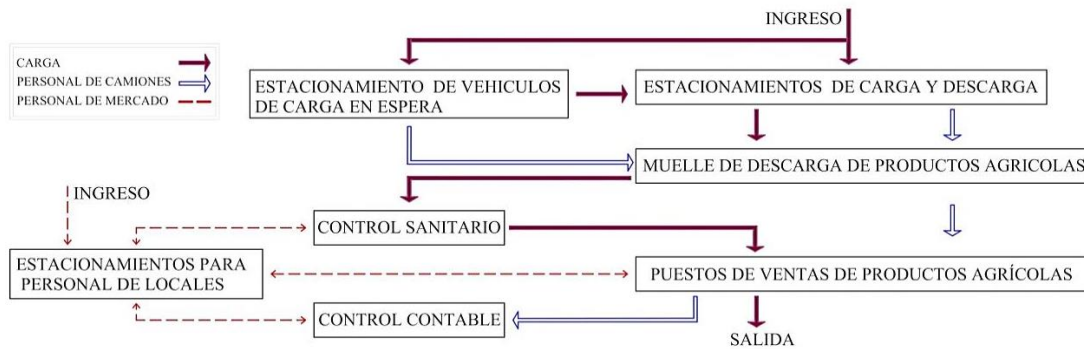 INGRESO
CARGA
PERSONAL DE CAMIONES
PERSONAL DE MERCADO
ESTACIONAMIENTO DE VEHICULOS
DE CARGA EN ESPERA
ESTACIONAMIENTOS DE CARGA Y DESCARGA
MUELLE DE DESCARGA DE PRODUCTOS AGRICOLAS
INGRESO
CONTROL SANITARIO
ESTACIONAMIENTOS PARA
PERSONAL DE LOCALES
PUESTOS DE VENTAS DE PRODUCTOS AGRÍCOLAS
CONTROL CONTABLE
SALIDA